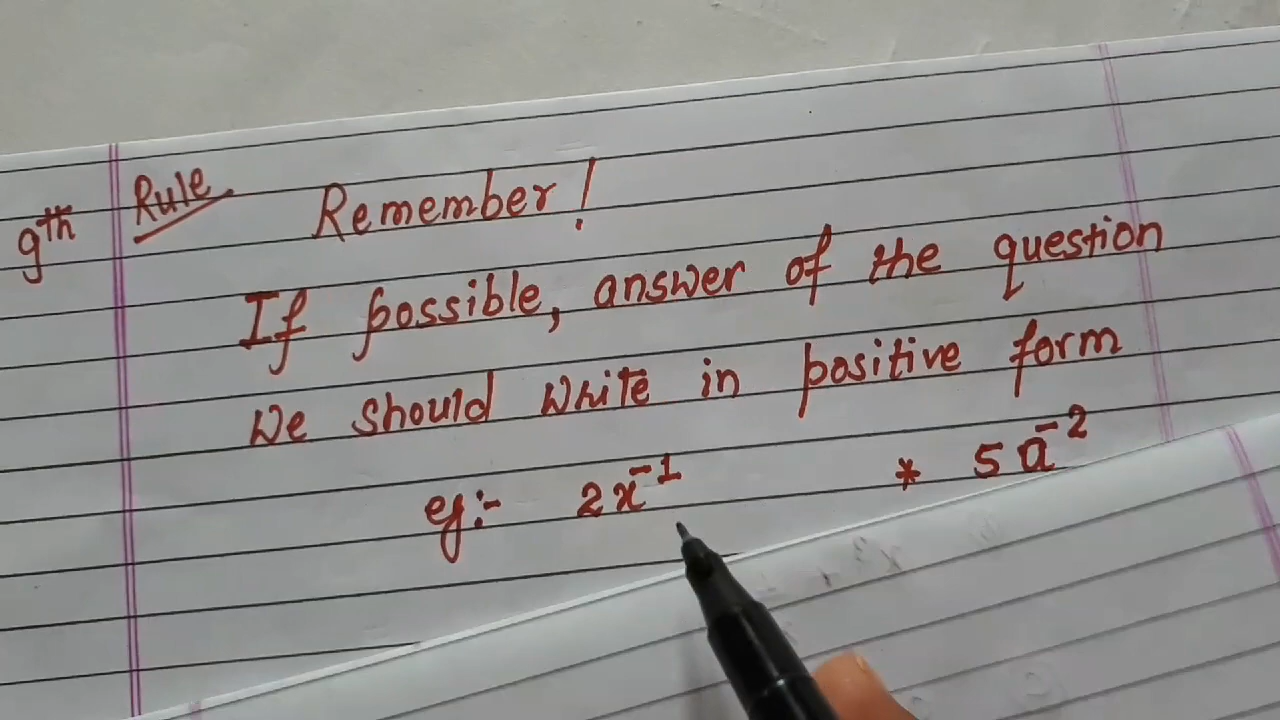 9th Rule Remember!
If possible, answer of the question
We should write in positive form
eg:- 2x⁻¹ * 5a⁻²